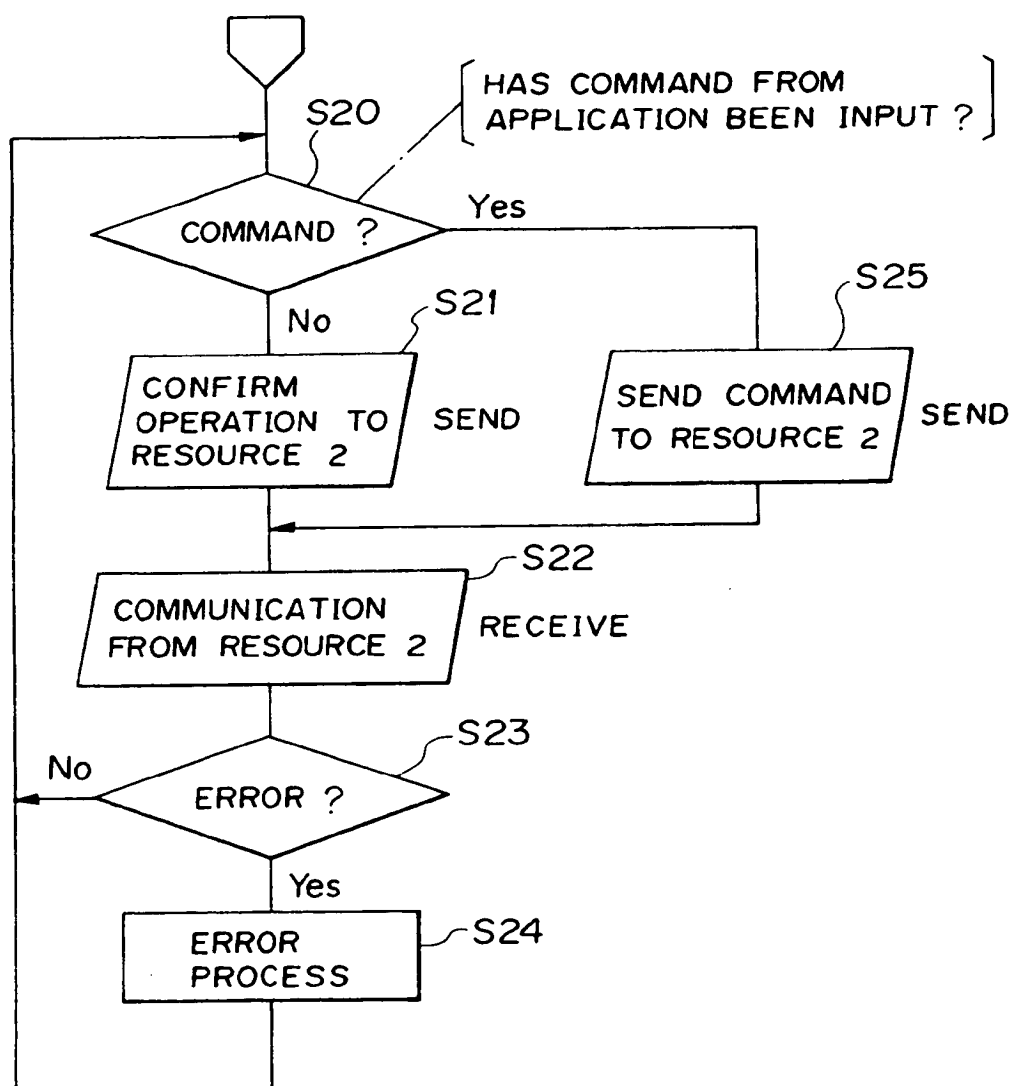 S20
HAS COMMAND FROM
APPLICATION BEEN INPUT ?
COMMAND ?
Yes
No
S21
CONFIRM
OPERATION TO
RESOURCE 2
SEND
S25
SEND COMMAND
TO RESOURCE 2
SEND
S22
COMMUNICATION
FROM RESOURCE 2
RECEIVE
S23
ERROR ?
No
Yes
S24
ERROR
PROCESS